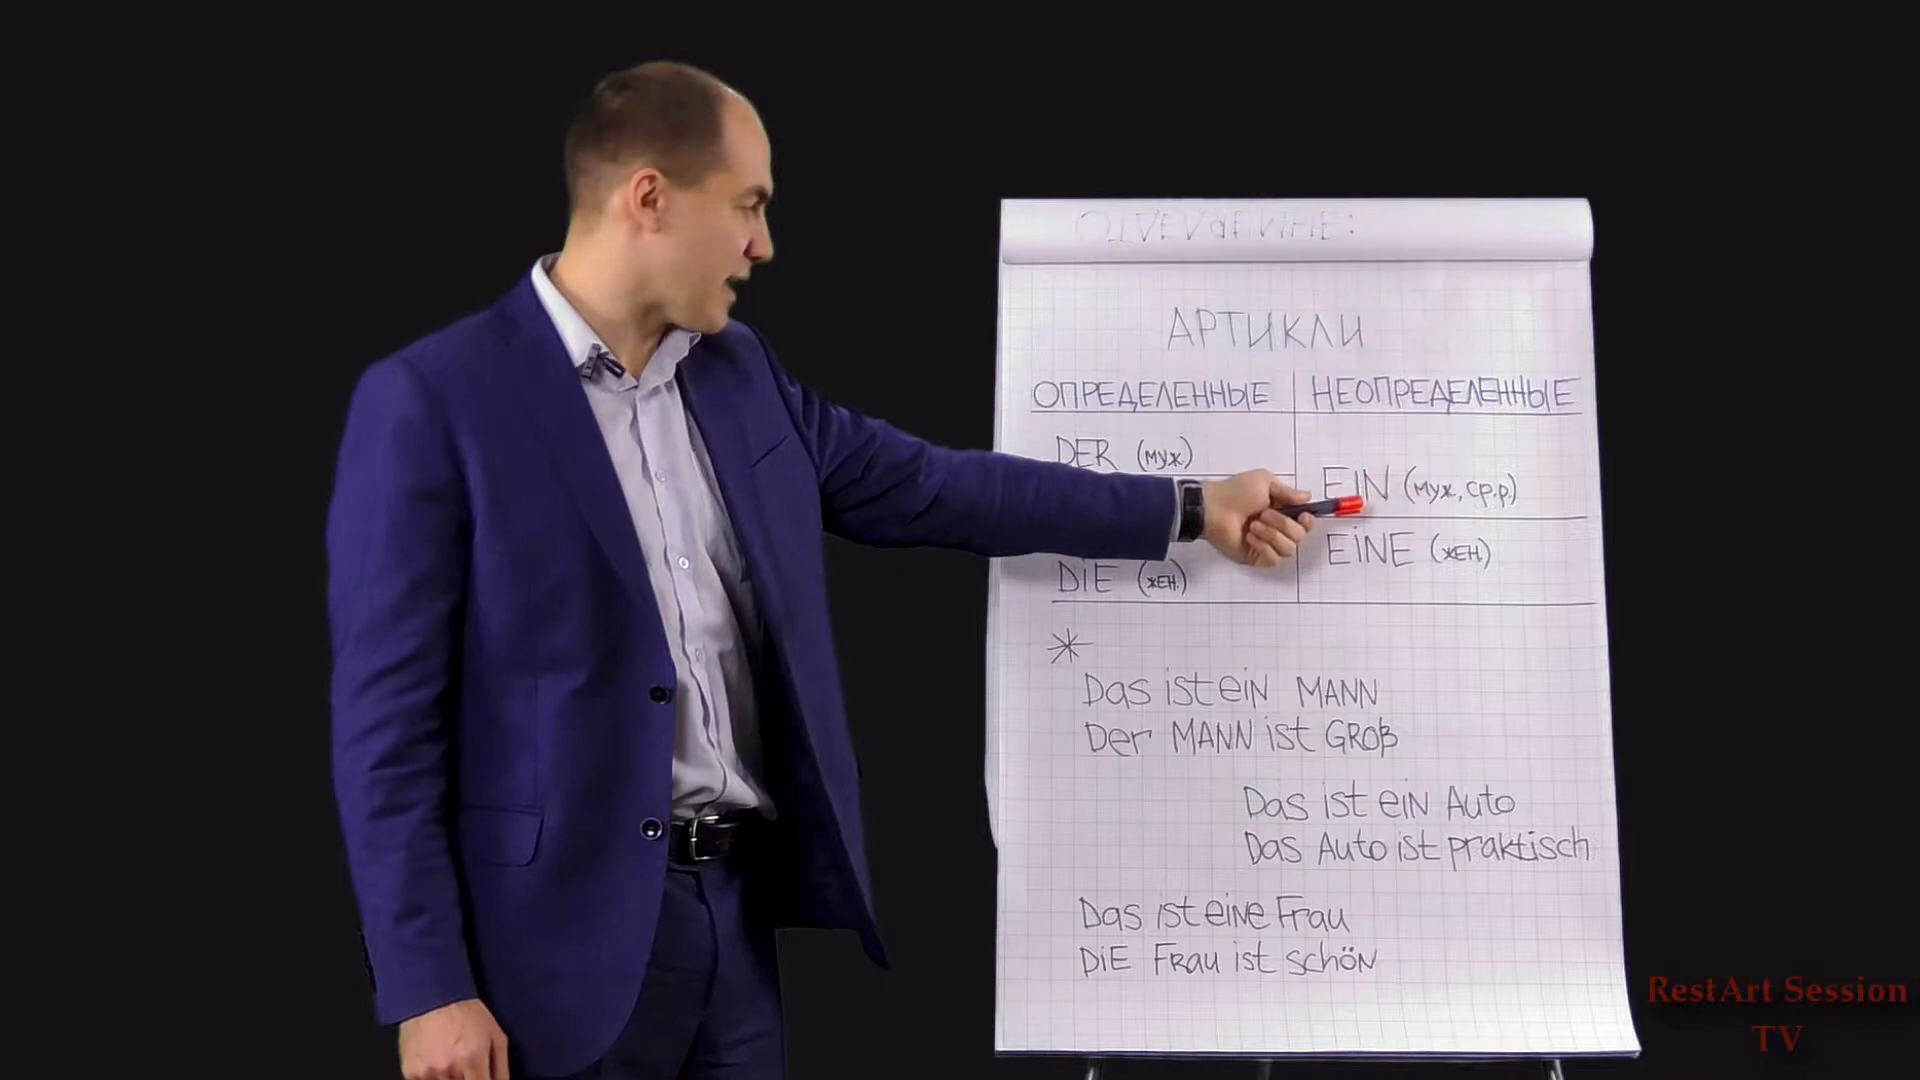 АРТИКЛИ
ОПРЕДЕЛЕННЫЕ НЕОПРЕДЕЛЕННЫЕ
DER (муж.)
EIN (муж, ср.р.)
EiNE (жен.)
DiE (жен.)
*
Das ist eiN MANN
Der MANN ist GRoß
Das ist eiN Auto
Das Auto ist praktisch
Das ist eiNe Frau
DiE FRau ist schöN
RestArt Session
TV